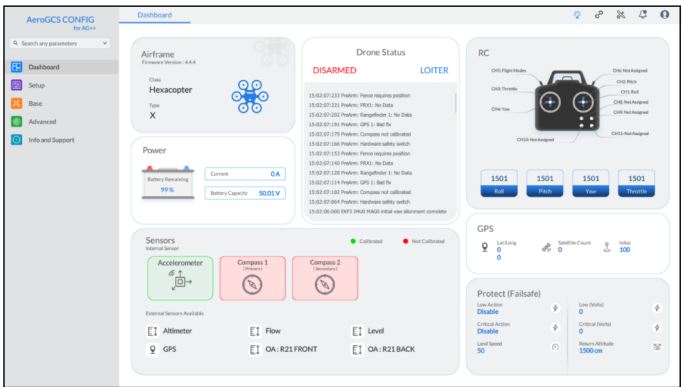 AeroGCS CONFIG
for AG++
Search any parameters
Dashboard
Setup
Base
Advanced
Info and Support
Dashboard
Airframe
Firmware Version : 4.4.4
Class
Hexacopter
Type
X
Power
Battery Remaining
99 %
Current 0 A
Battery Capacity 50.01 V
Drone Status
DISARMED LOITER
15:02:07:233 PreArm: Fence requires position
15:02:07:221 PreArm: PRX1: No Data
15:02:07:202 PreArm: Rangefinder 1: No Data
15:02:07:191 PreArm: GPS 1: Bad fix
15:02:07:179 PreArm: Compass not calibrated
15:02:07:166 PreArm: Hardware safety switch
15:02:07:153 PreArm: Fence requires position
15:02:07:140 PreArm: PRX1: No Data
15:02:07:128 PreArm: Rangefinder 1: No Data
15:02:07:114 PreArm: GPS 1: Bad fix
15:02:07:102 PreArm: Compass not calibrated
15:02:07:064 PreArm: Hardware safety switch
15:02:06:000 EKF3 IMU0 MAG0 initial yaw alignment complete
RC
CH5: Flight Modes
CH3: Throttle
CH4: Yaw
CH6: Not Assigned
CH2: Pitch
CH1: Roll
CH10: Not Assigned
CH11: Not Assigned
1501 1501 1501 1501
Roll Pitch Yaw Throttle
Sensors
Internal Sensor
Calibrated Not Calibrated
Accelerometer
Compass 1
(Primary)
Compass 2
(Secondary)
External Sensors Available
Altimeter Flow Level
GPS OA : R21 FRONT OA : R21 BACK
GPS
Lat/Long
0
0
Satellite Count
0
hdop
100
Protect (Failsafe)
Low Action
Disable
Low (Volts)
0
Critical Action
Disable
Critical (Volts)
0
Land Speed
50
Return Altitude
1500 cm